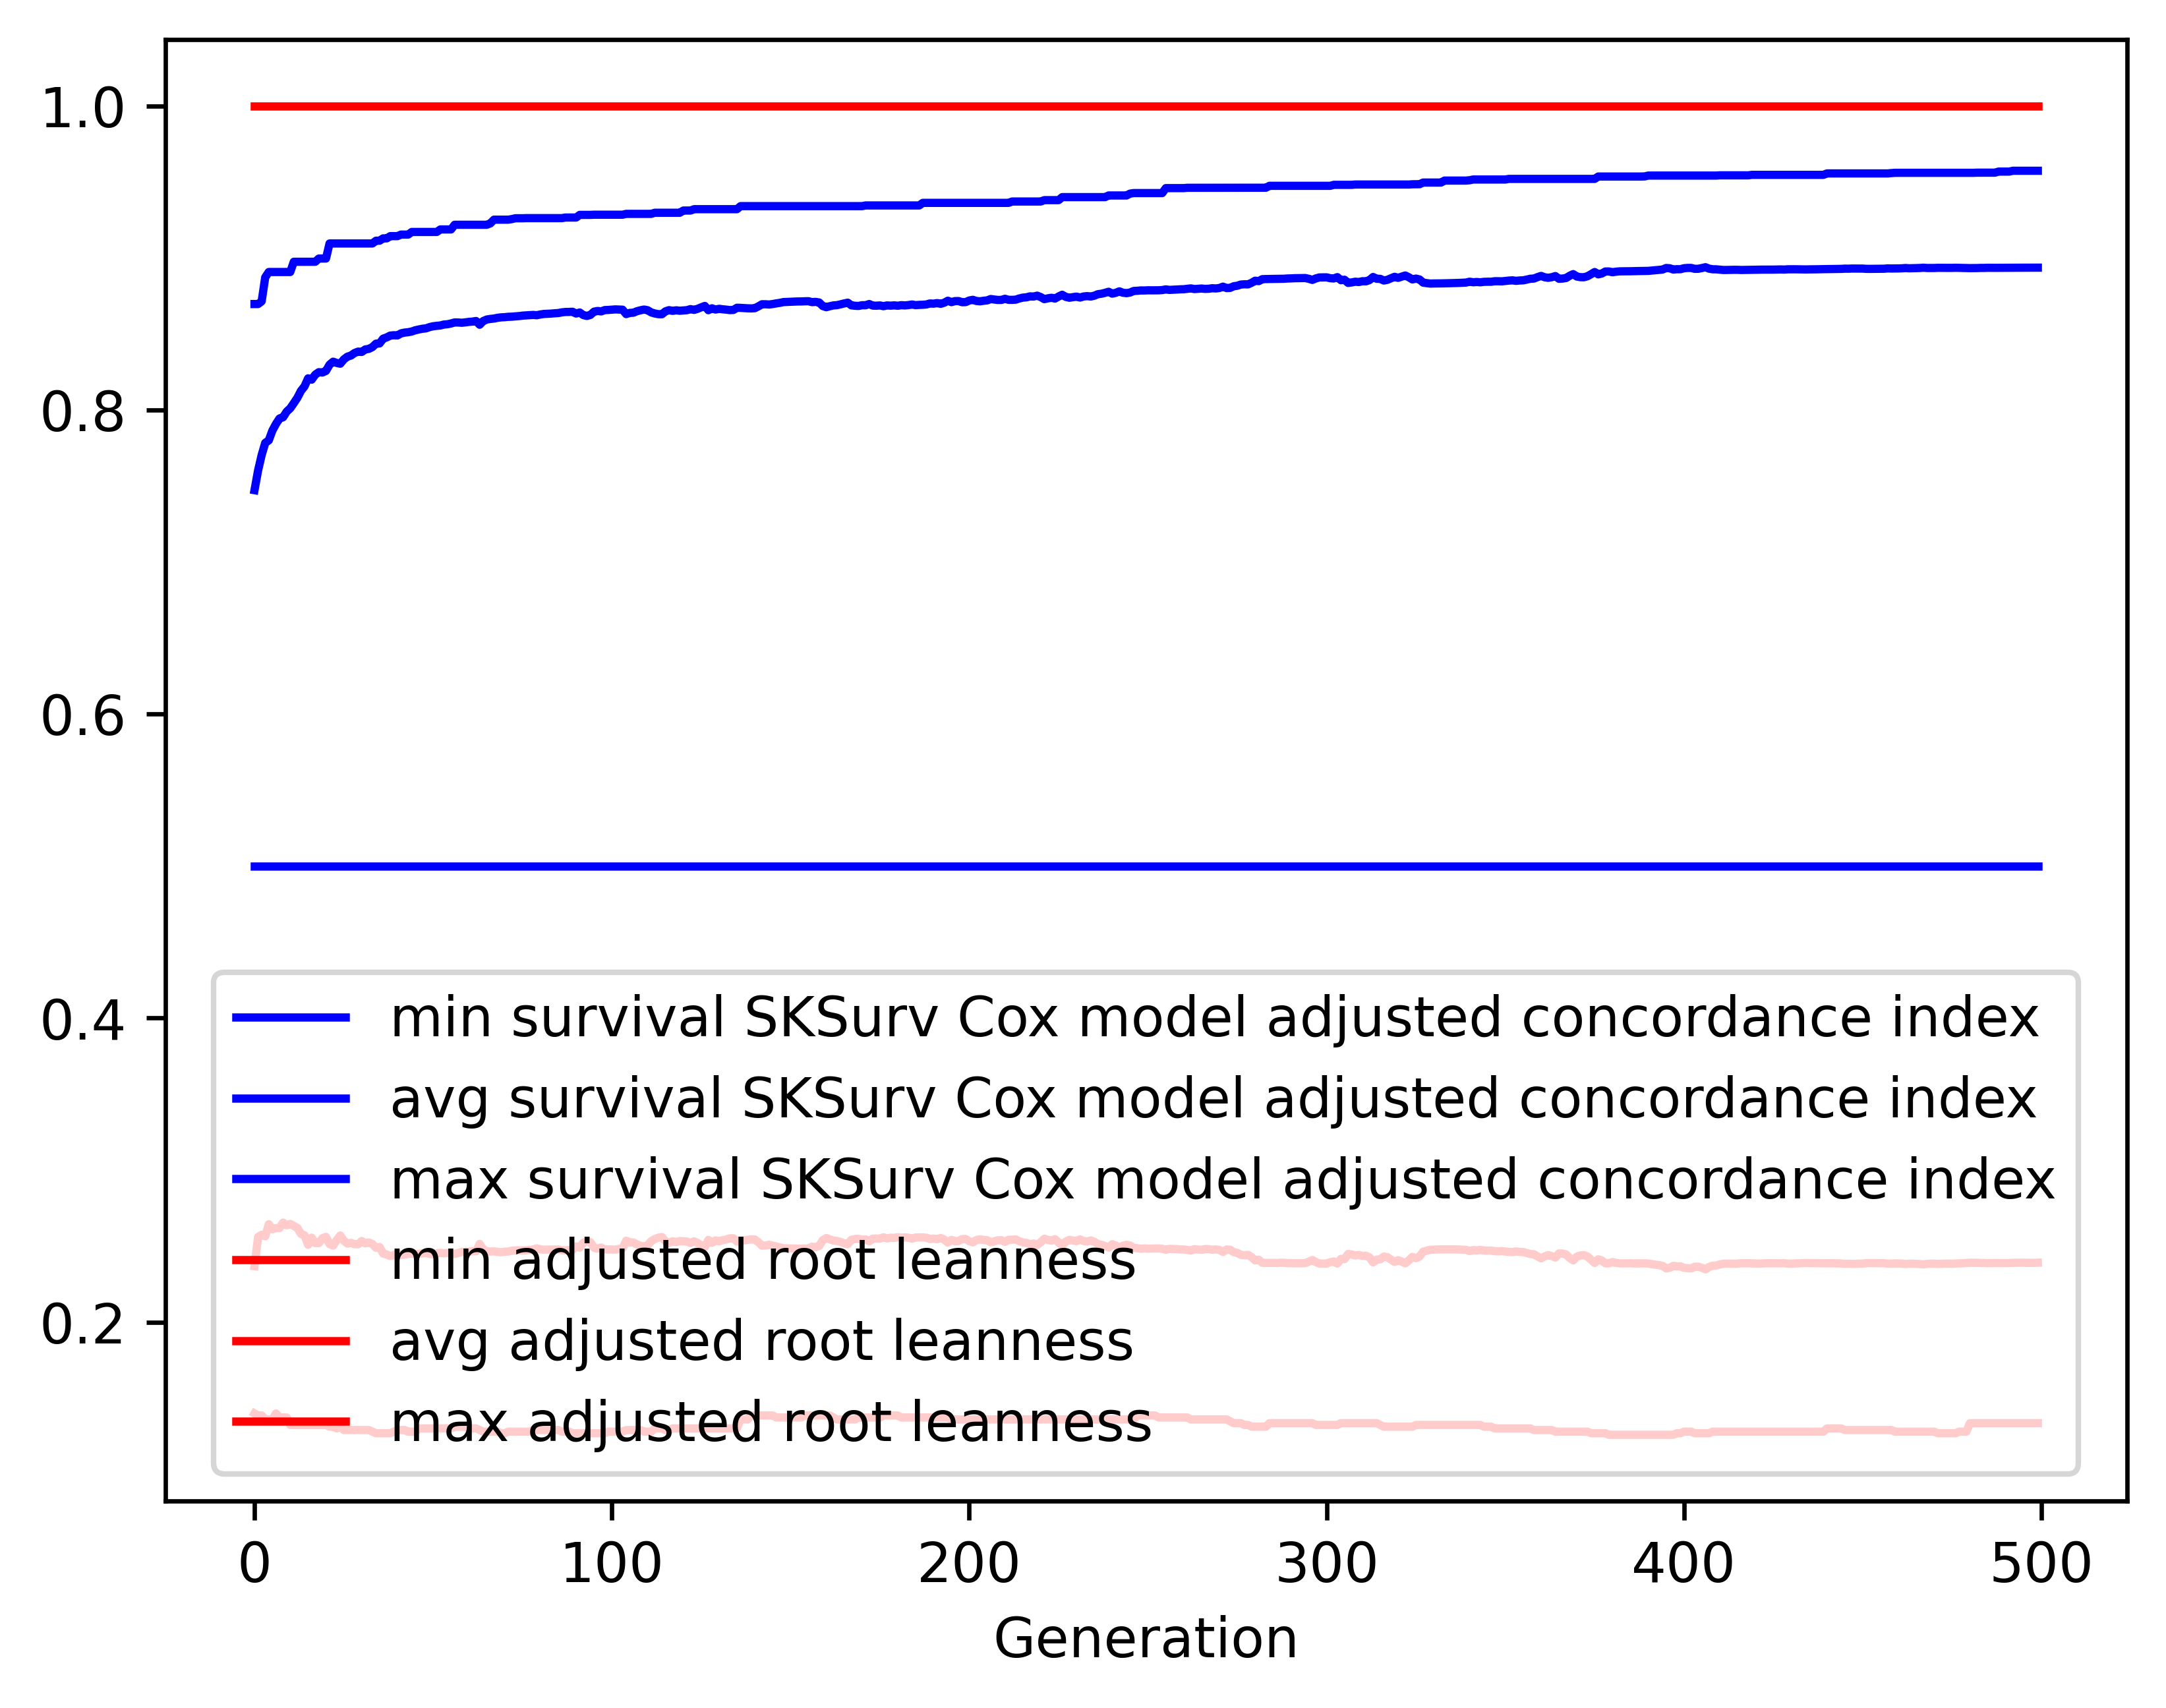 1.0
0.8
0.6
0.4
0.2
min survival SKSurv Cox model adjusted concordance index
avg survival SKSurv Cox model adjusted concordance index
max survival SKSurv Cox model adjusted concordance index
min adjusted root leanness
avg adjusted root leanness
max adjusted root leanness
0 100 200 300 400 500
Generation